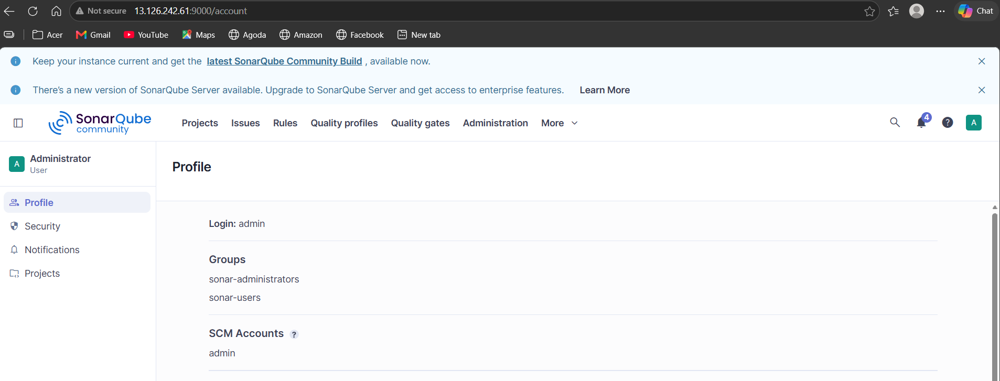 Not secure 13.126.242.61:9000/account
Chat
Acer Gmail YouTube Maps Agoda Amazon Facebook New tab
Keep your instance current and get the latest SonarQube Community Build , available now.
There's a new version of SonarQube Server available. Upgrade to SonarQube Server and get access to enterprise features. Learn More
SonarQube
community
Projects Issues Rules Quality profiles Quality gates Administration More
4
?
A
A
Administrator
User
Profile
Security
Notifications
Projects
Profile
Login: admin
Groups
sonar-administrators
sonar-users
SCM Accounts ?
admin